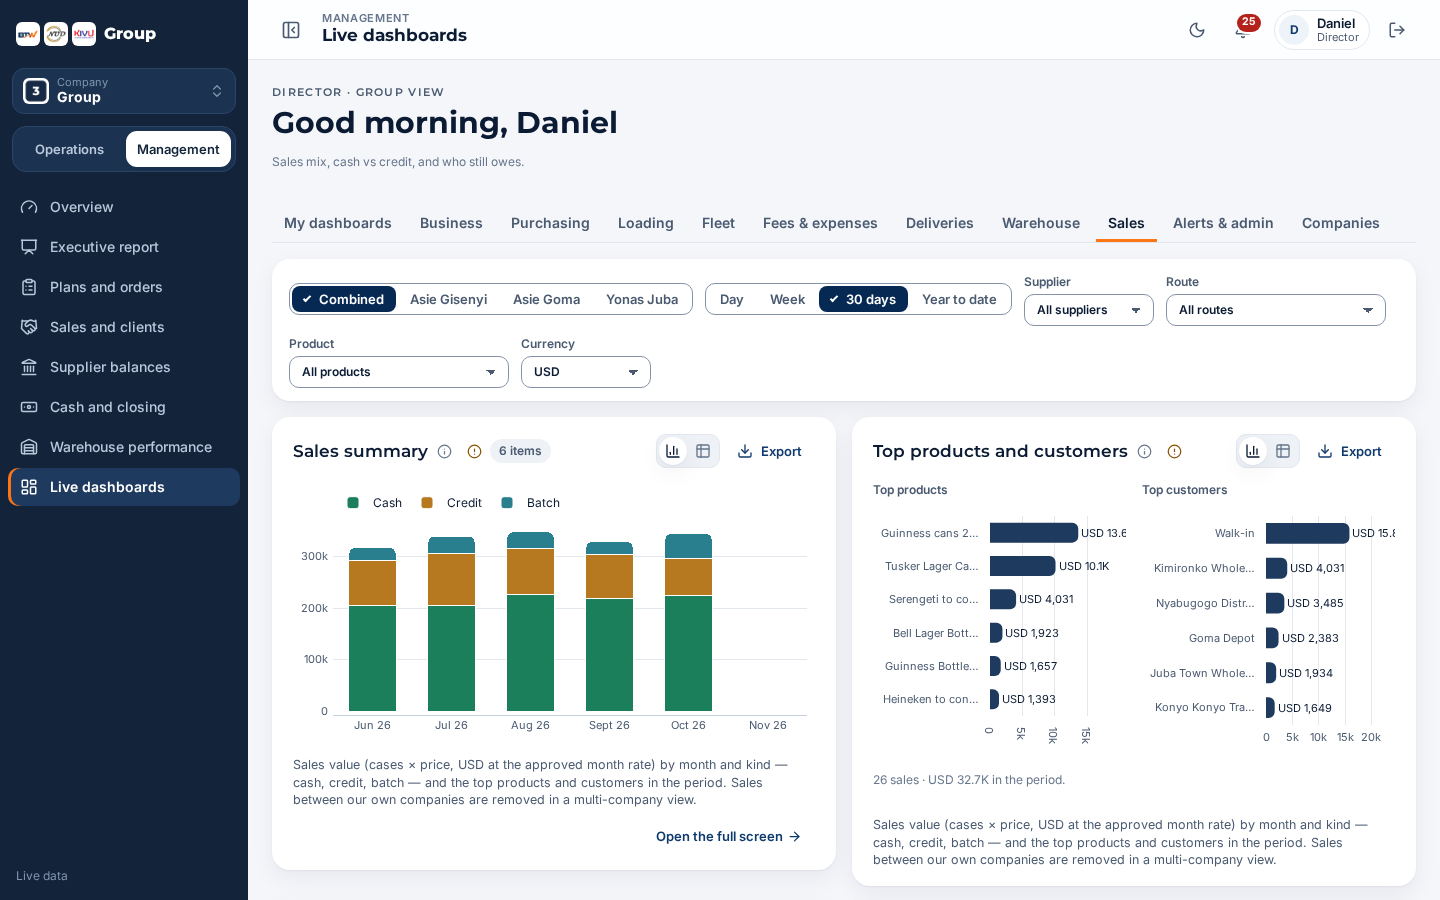 BTW NUD KIVU Group
Company
3 Group
Operations Management
Overview
Executive report
Plans and orders
Sales and clients
Supplier balances
Cash and closing
Warehouse performance
Live dashboards
Live data
MANAGEMENT
Live dashboards
25
D Daniel
Director
DIRECTOR · GROUP VIEW
Good morning, Daniel
Sales mix, cash vs credit, and who still owes.
My dashboards Business Purchasing Loading Fleet Fees & expenses Deliveries Warehouse Sales Alerts & admin Companies
Combined Asie Gisenyi Asie Goma Yonas Juba
Day Week 30 days Year to date
Supplier
All suppliers
Route
All routes
Product
All products
Currency
USD
Sales summary 6 items Export
Cash Credit Batch
300k
200k
100k
0
Jun 26 Jul 26 Aug 26 Sept 26 Oct 26 Nov 26
Sales value (cases × price, USD at the approved month rate) by month and kind —
cash, credit, batch — and the top products and customers in the period. Sales
between our own companies are removed in a multi-company view.
Open the full screen →
Top products and customers Export
Top products
Guinness cans 2... USD 13.6
Tusker Lager Ca... USD 10.1K
Serengeti to co... USD 4,031
Bell Lager Bott... USD 1,923
Guinness Bottle... USD 1,657
Heineken to con... USD 1,393
0 5k 10k 15k
Top customers
Walk-in USD 15.8
Kimironko Whole... USD 4,031
Nyabugogo Distr... USD 3,485
Goma Depot USD 2,383
Juba Town Whole... USD 1,934
Konyo Konyo Tra... USD 1,649
0 5k 10k 15k 20k
26 sales · USD 32.7K in the period.
Sales value (cases × price, USD at the approved month rate) by month and kind —
cash, credit, batch — and the top products and customers in the period. Sales
between our own companies are removed in a multi-company view.